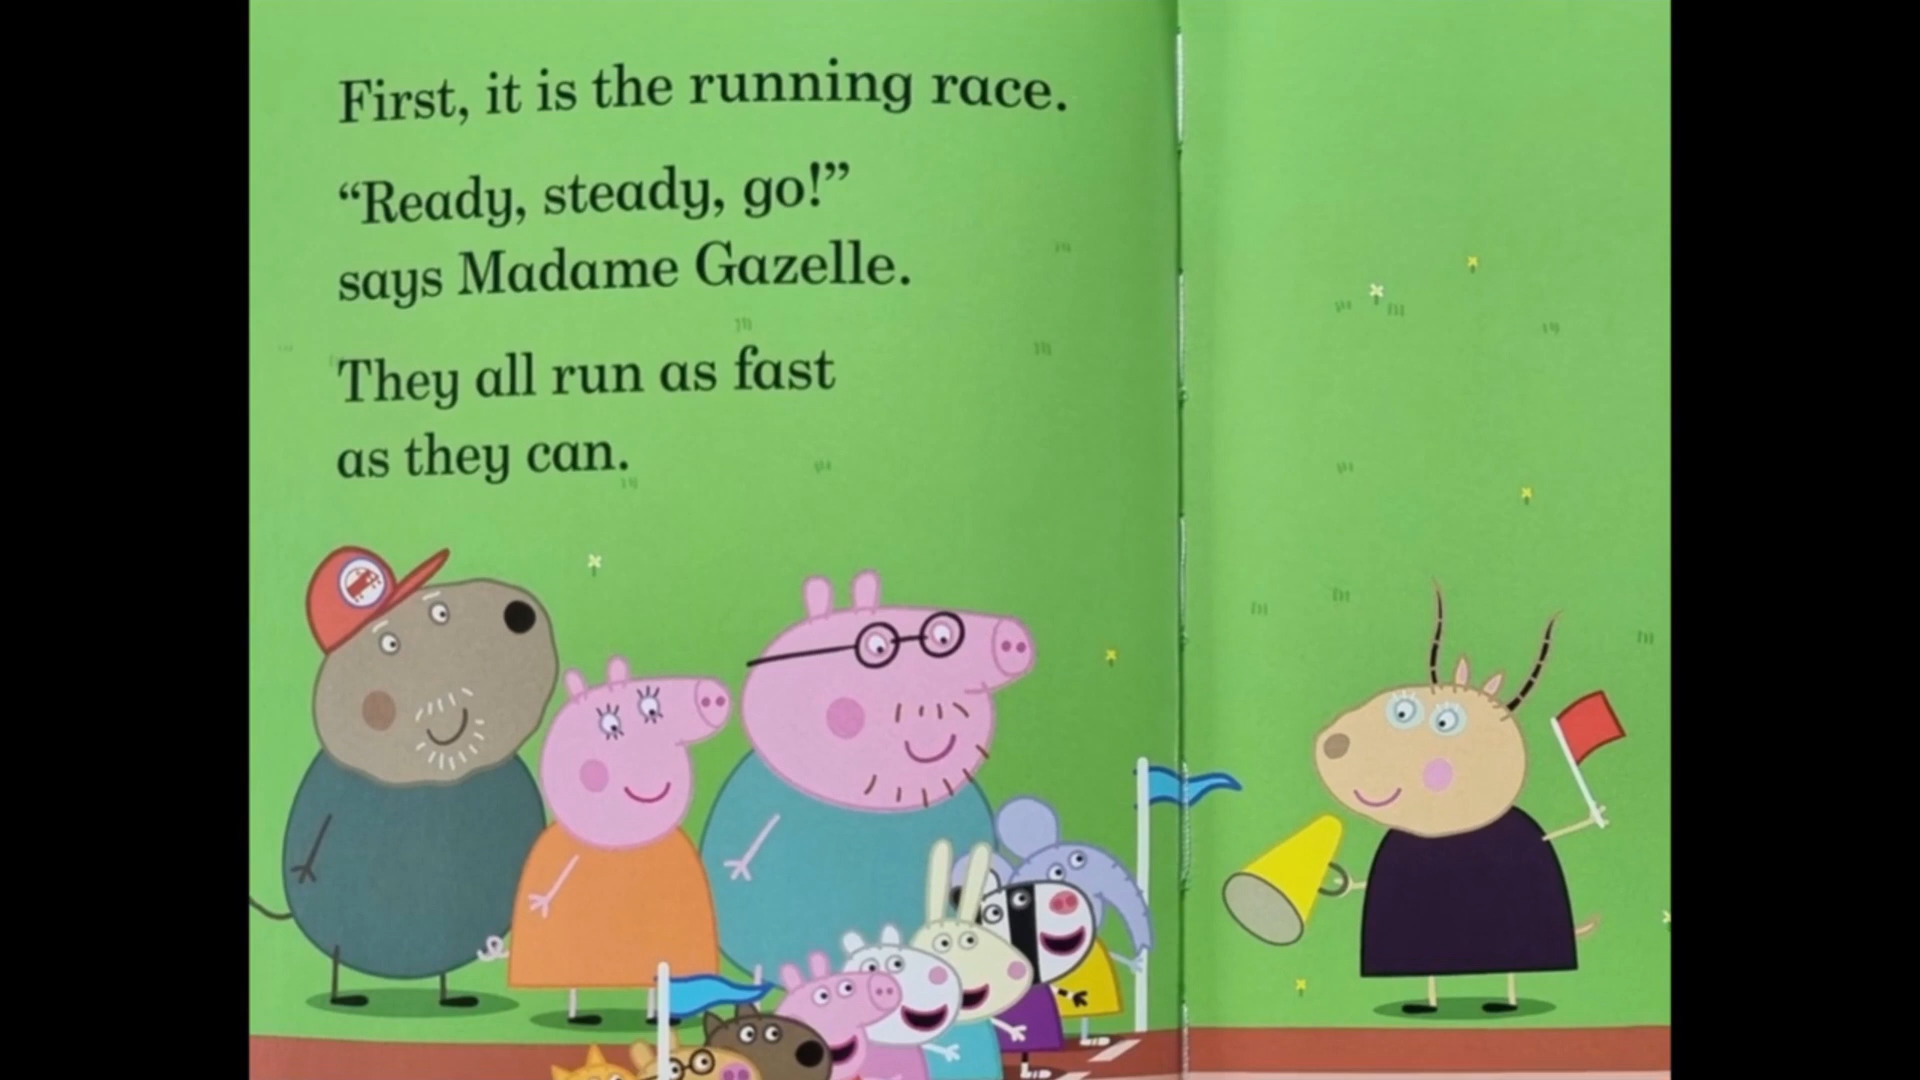 First, it is the running race.
“Ready, steady, go!”
says Madame Gazelle.
They all run as fast
as they can.